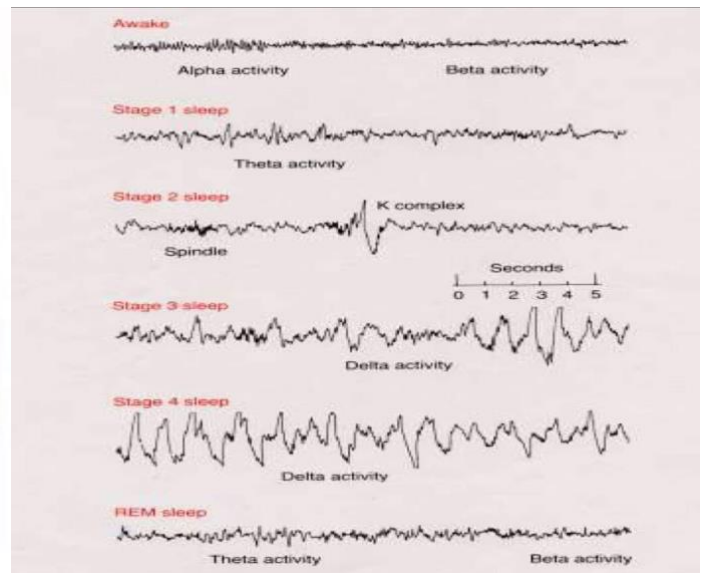 Awake
Alpha activity Beta activity
Stage 1 sleep
Theta activity
Stage 2 sleep
K complex
Spindle
Seconds
0 1 2 3 4 5
Stage 3 sleep
Delta activity
Stage 4 sleep
Delta activity
REM sleep
Theta activity Beta activity